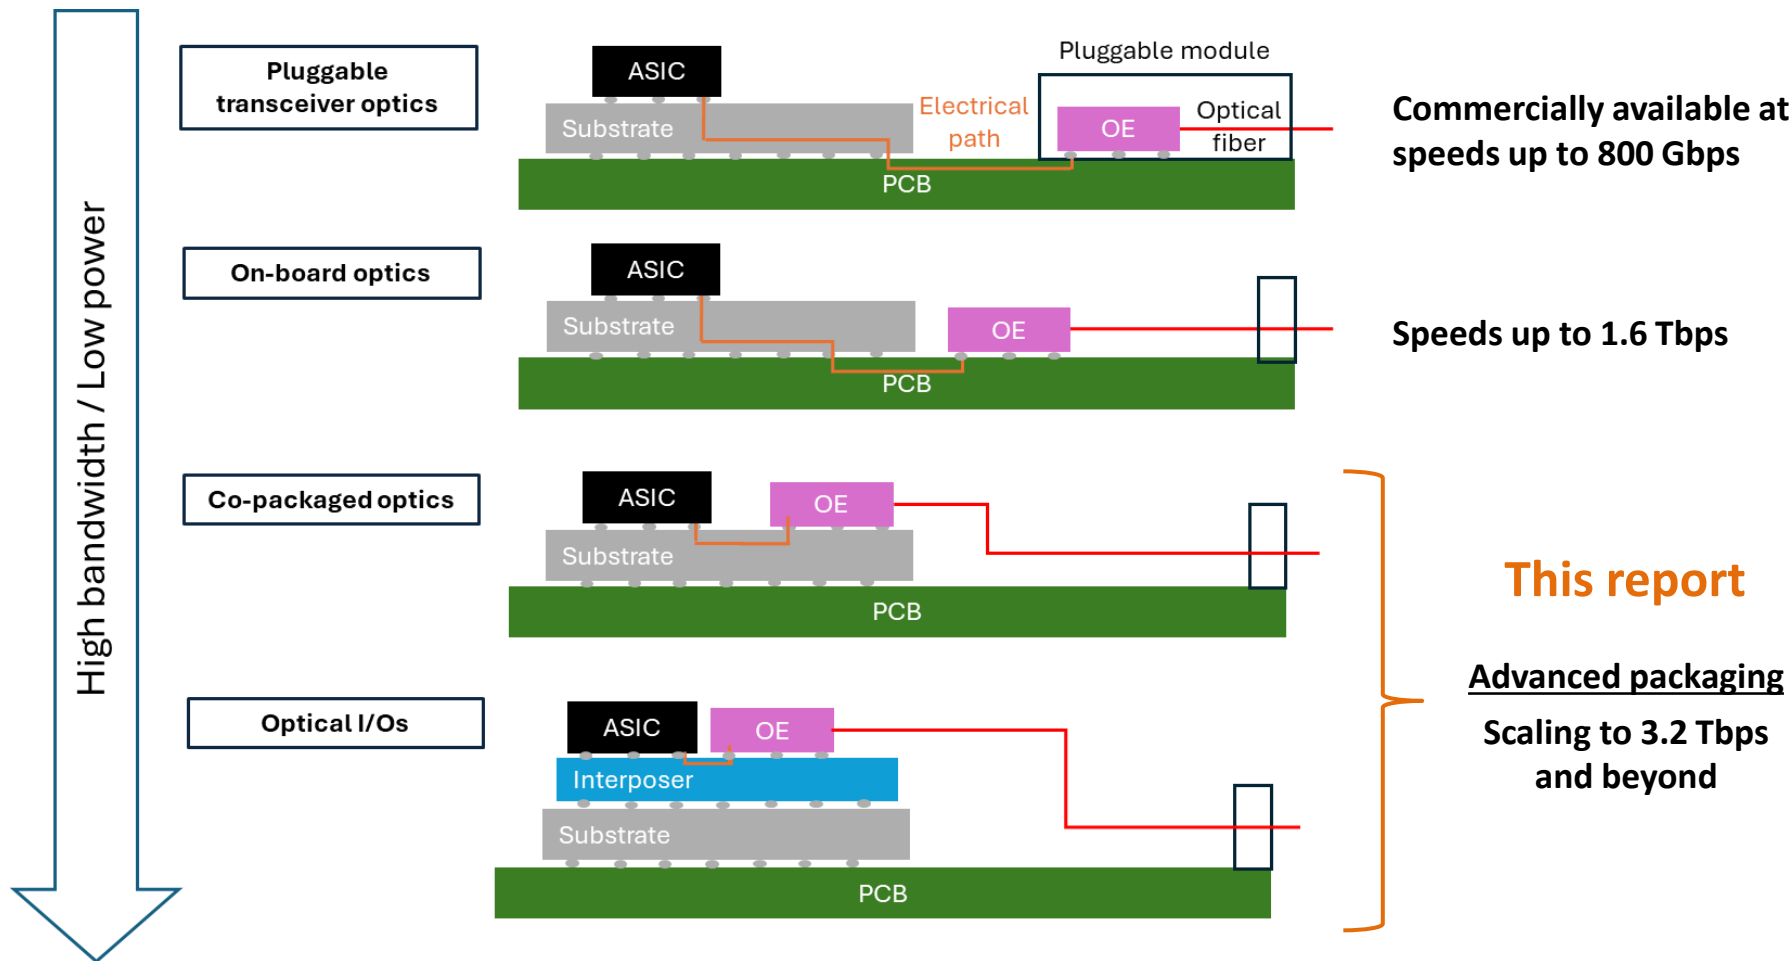 High bandwidth / Low power
Pluggable
transceiver optics
ASIC
Substrate
Electrical
path
Pluggable module
OE
Optical
fiber
PCB
Commercially available at
speeds up to 800 Gbps
On-board optics
ASIC
Substrate
OE
PCB
Speeds up to 1.6 Tbps
Co-packaged optics
ASIC
OE
Substrate
PCB
Optical I/Os
ASIC
OE
Interposer
Substrate
PCB
This report
Advanced packaging
Scaling to 3.2 Tbps
and beyond